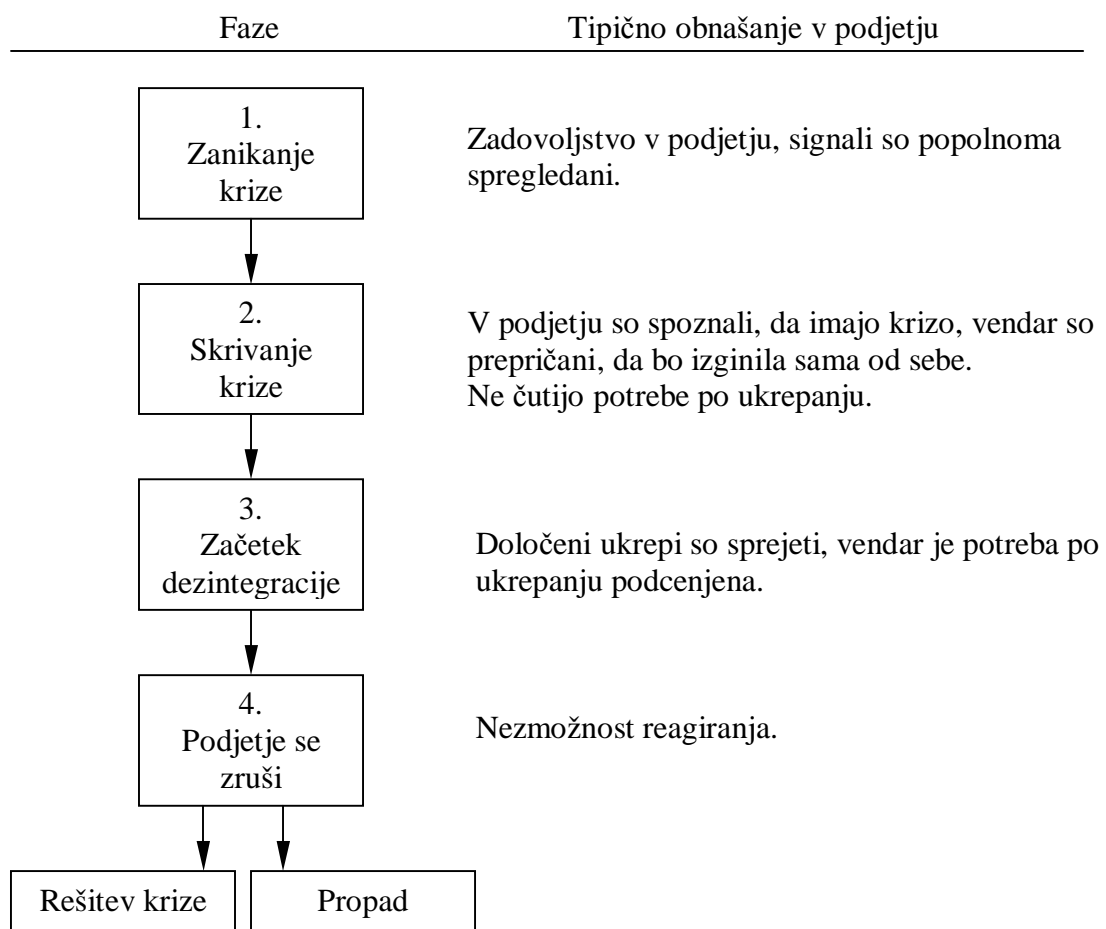 Faze
Tipično obnašanje v podjetju
1.
Zanikanje
krize
Zadovoljstvo v podjetju, signali so popolnoma
spregledani.
2.
Skrivanje
krize
V podjetju so spoznali, da imajo krizo, vendar so
prepričani, da bo izginila sama od sebe.
Ne čutijo potrebe po ukrepanju.
3.
Začetek
dezintegracije
Določeni ukrepi so sprejeti, vendar je potreba po
ukrepanju podcenjena.
4.
Podjetje se
zruši
Nezmožnost reagiranja.
Rešitev krize
Propad